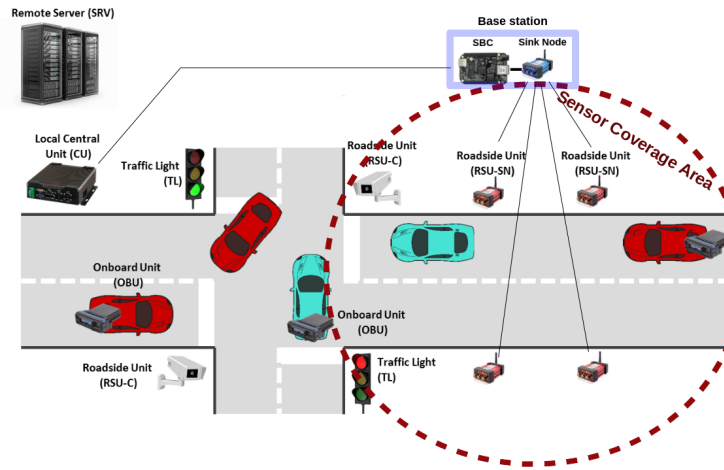 Remote Server (SRV)
Base station
SBC
Sink Node
Sensor Coverage Area
Local Central
Unit (CU)
Traffic Light
(TL)
Roadside Unit
(RSU-C)
Roadside Unit
(RSU-SN)
Roadside Unit
(RSU-SN)
Onboard Unit
(OBU)
Onboard Unit
(OBU)
Roadside Unit
(RSU-C)
Traffic Light
(TL)